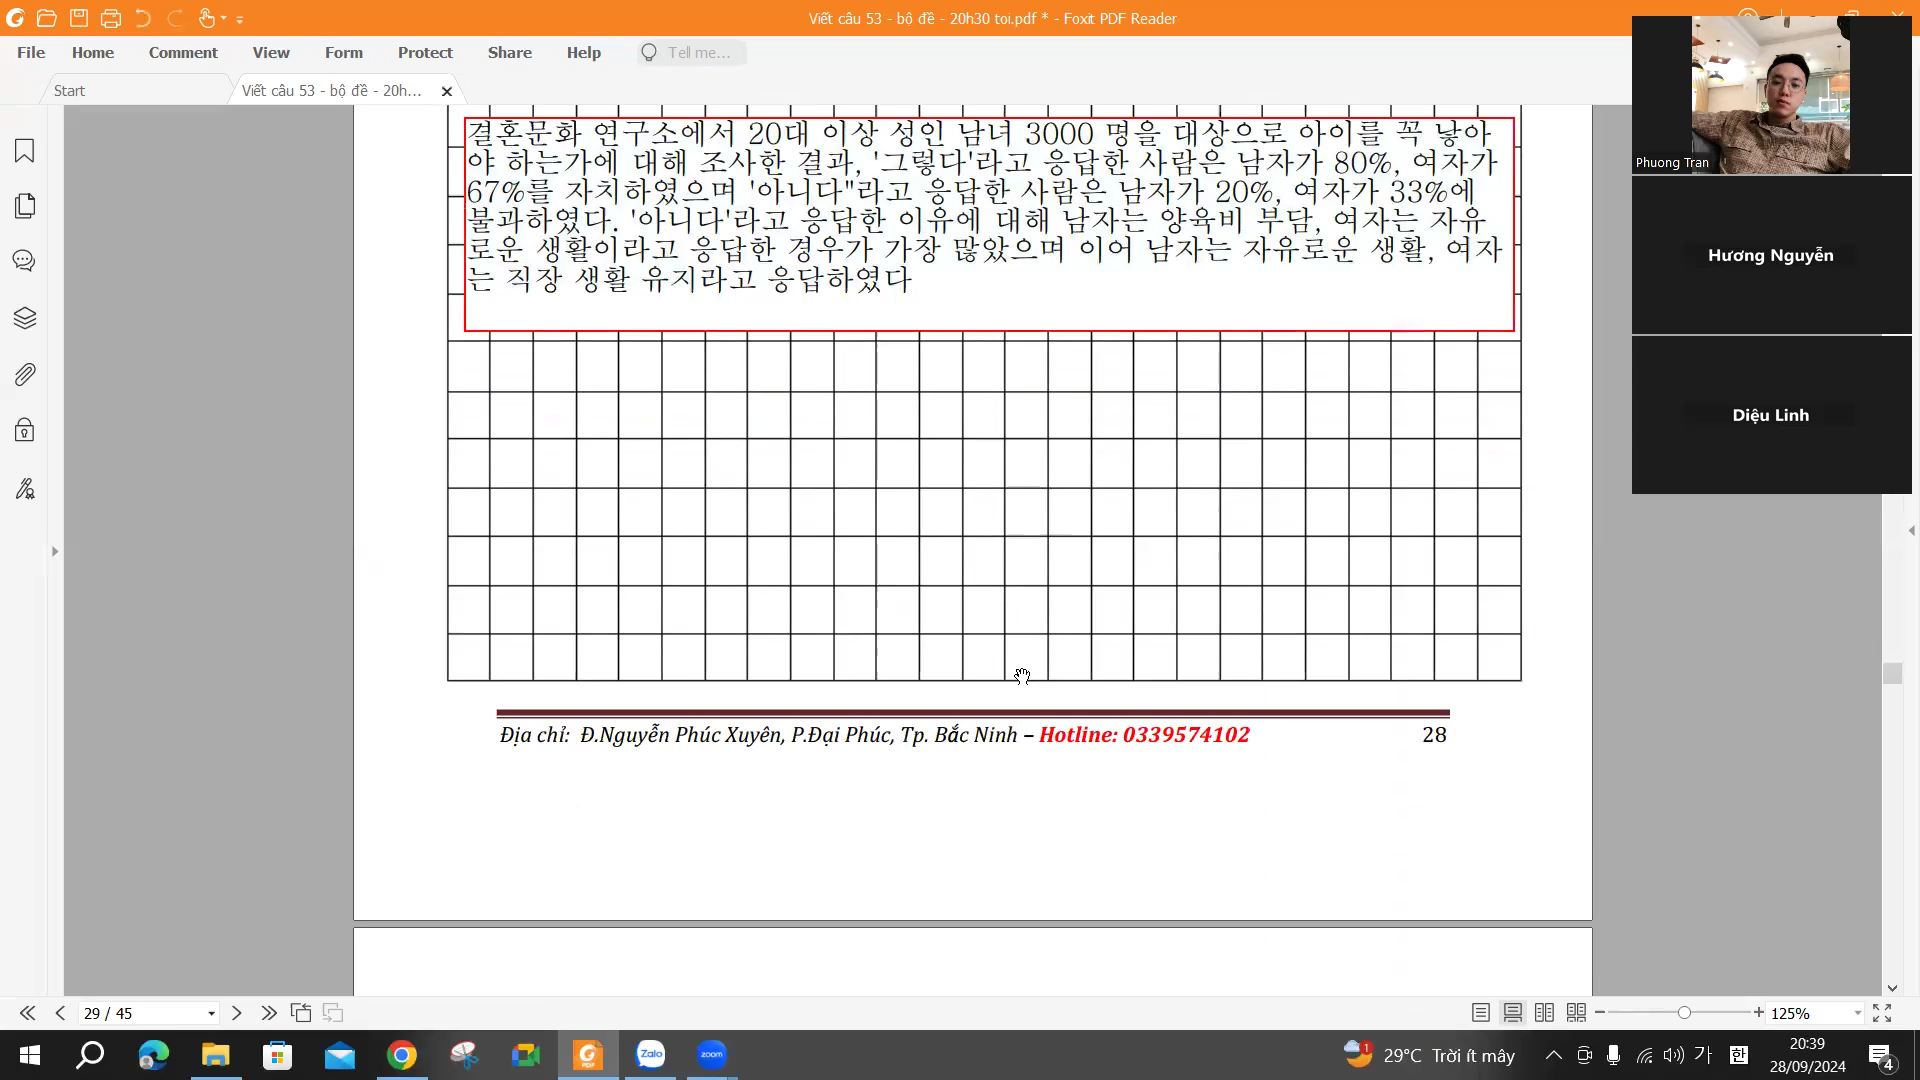 Viết câu 53 - bộ đề - 20h30 toi.pdf * - Foxit PDF Reader
File Home Comment View Form Protect Share Help Tell me...
Start Viết câu 53 - bộ đề - 20h...
결혼문화 연구소에서 20대 이상 성인 남녀 3000 명을 대상으로 아이를 꼭 낳아
야 하는가에 대해 조사한 결과, '그렇다'라고 응답한 사람은 남자가 80%, 여자가
67%를 자치하였으며 '아니다"라고 응답한 사람은 남자가 20%, 여자가 33%에
불과하였다. '아니다'라고 응답한 이유에 대해 남자는 양육비 부담, 여자는 자유
로운 생활이라고 응답한 경우가 가장 많았으며 이어 남자는 자유로운 생활, 여자
는 직장 생활 유지라고 응답하였다
Địa chỉ: Đ.Nguyễn Phúc Xuyên, P.Đại Phúc, Tp. Bắc Ninh – Hotline: 0339574102 28
Phuong Tran
Hương Nguyễn
Diệu Linh
29 / 45 125%
Zalo zoom PDF 1 29°C Trời ít mây 가 한 20:39
28/09/2024 4